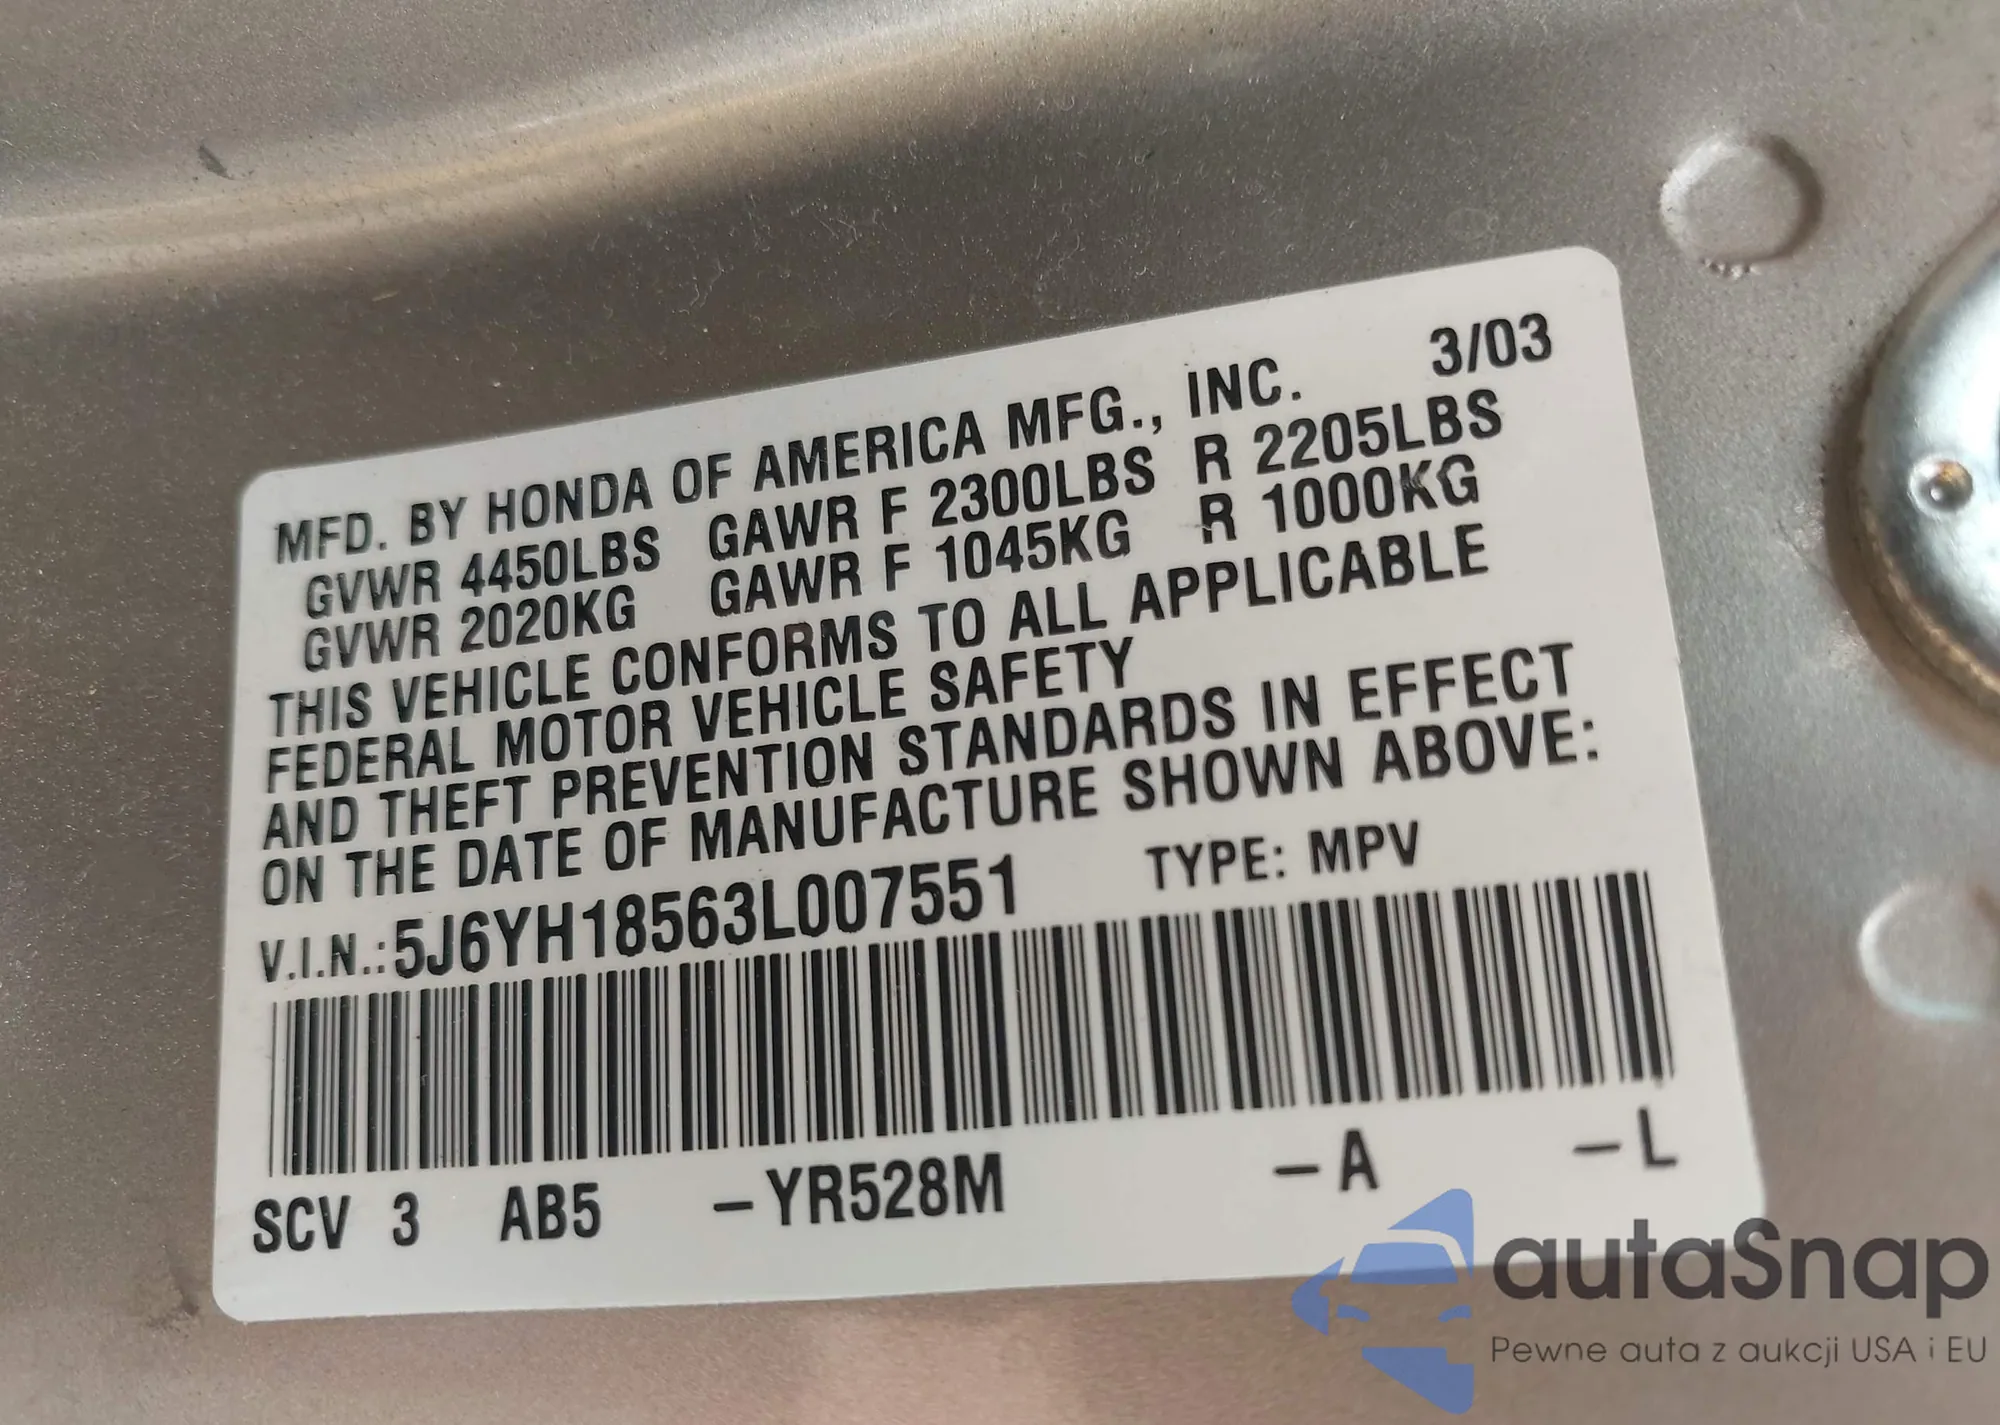 MFD. BY HONDA OF AMERICA MFG., INC. 3/03
GVWR 4450LBS GAWR F 2300LBS R 2205LBS
GVWR 2020KG GAWR F 1045KG R 1000KG
THIS VEHICLE CONFORMS TO ALL APPLICABLE
FEDERAL MOTOR VEHICLE SAFETY
AND THEFT PREVENTION STANDARDS IN EFFECT
ON THE DATE OF MANUFACTURE SHOWN ABOVE:
V.I.N.: 5J6YH18563L007551 TYPE: MPV
SCV 3 AB5 –YR528M –A –L
autaSnap
Pewne auta z aukcji USA i EU